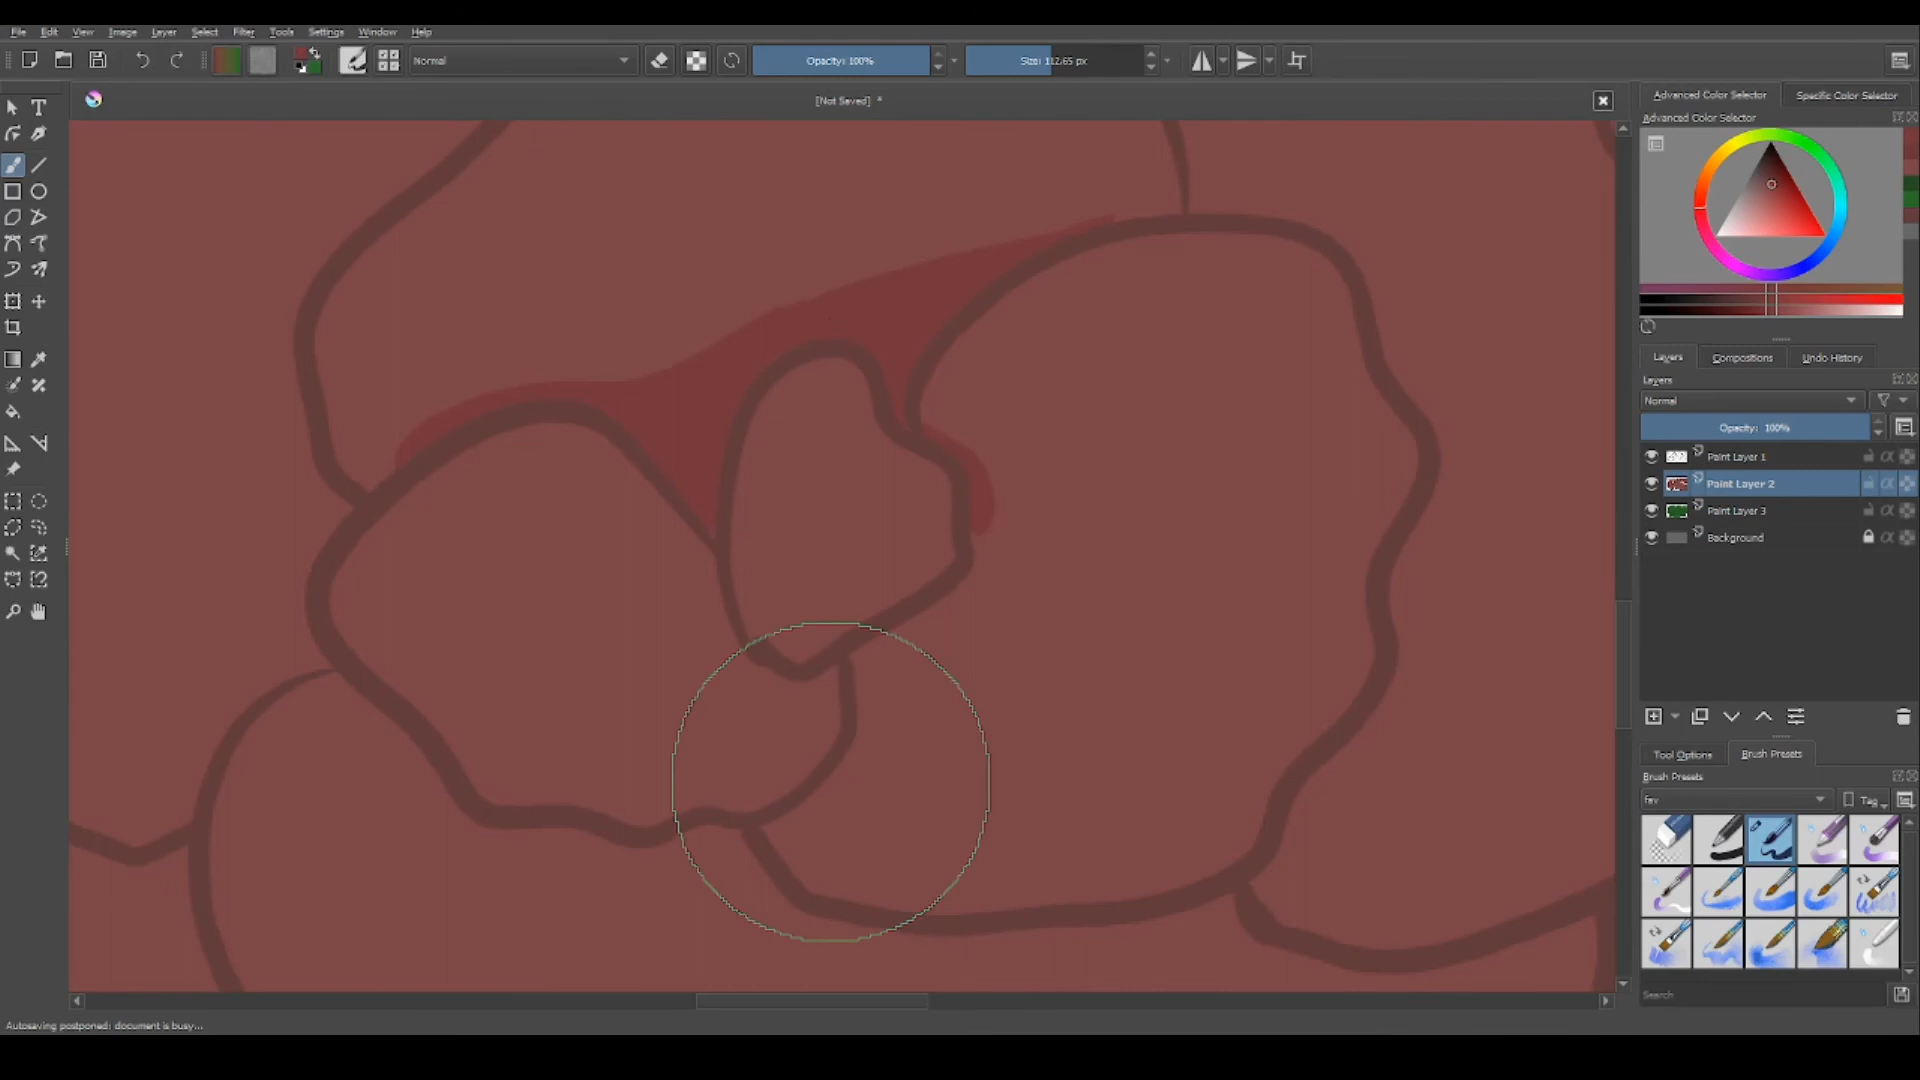 File Edit View Image Layer Select Filter Tools Settings Window Help
Normal
Opacity: 100%
Size: 112.65 px
[Not Saved] *
Advanced Color Selector
Specific Color Selector
Advanced Color Selector
Layers
Compositions
Undo History
Layers
Normal
Opacity: 100%
Paint Layer 1
Paint Layer 2
Paint Layer 3
Background
Tool Options
Brush Presets
Brush Presets
fav
Tag
Search
Autosaving postponed: document is busy...